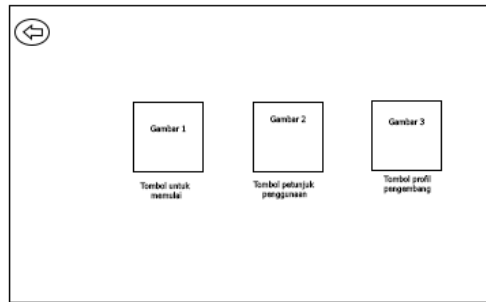 Gambar 1
Gambar 2
Gambar 3
Tombol untuk
memulai
Tombol petunjuk
penggunaan
Tombol profil
pengembang